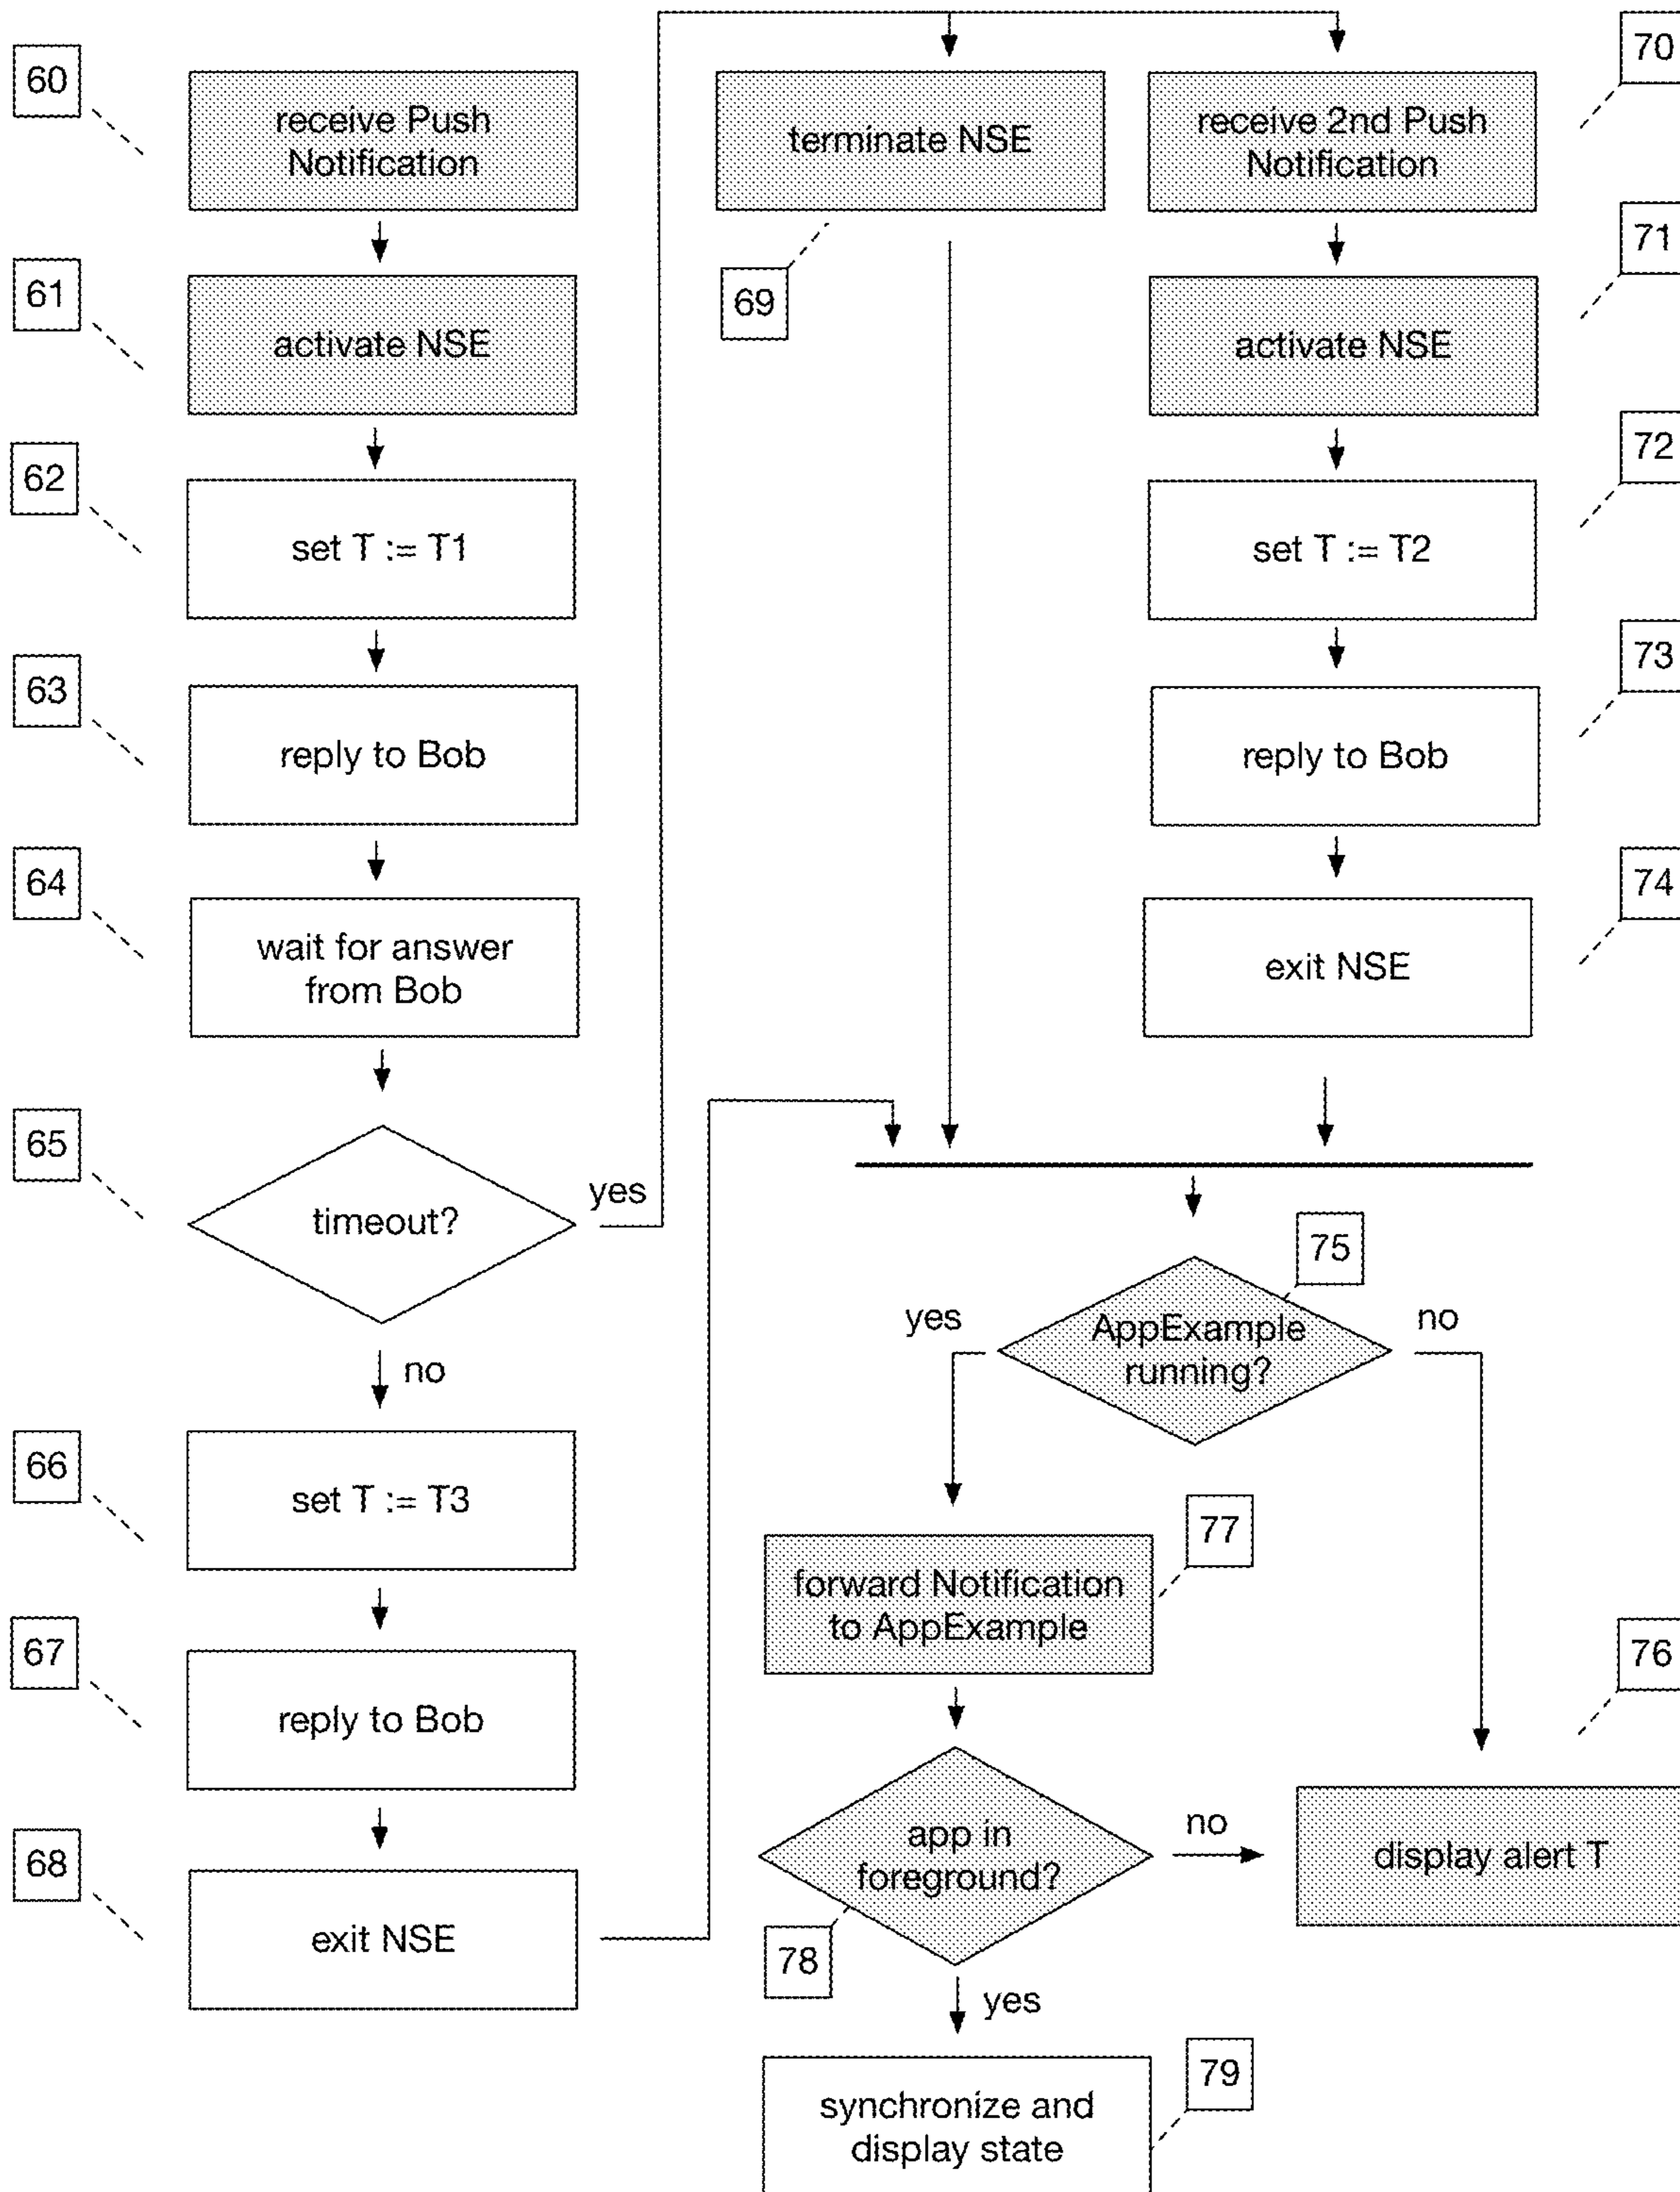 60
receive Push
Notification
61
activate NSE
62
set T := T1
63
reply to Bob
64
wait for answer
from Bob
65
timeout?
yes
no
66
set T := T3
67
reply to Bob
68
exit NSE
terminate NSE
69
70
receive 2nd Push
Notification
71
activate NSE
72
set T := T2
73
reply to Bob
74
exit NSE
75
AppExample
running?
yes
no
77
forward Notification
to AppExample
76
display alert T
app in
foreground?
no
78
yes
79
synchronize and
display state